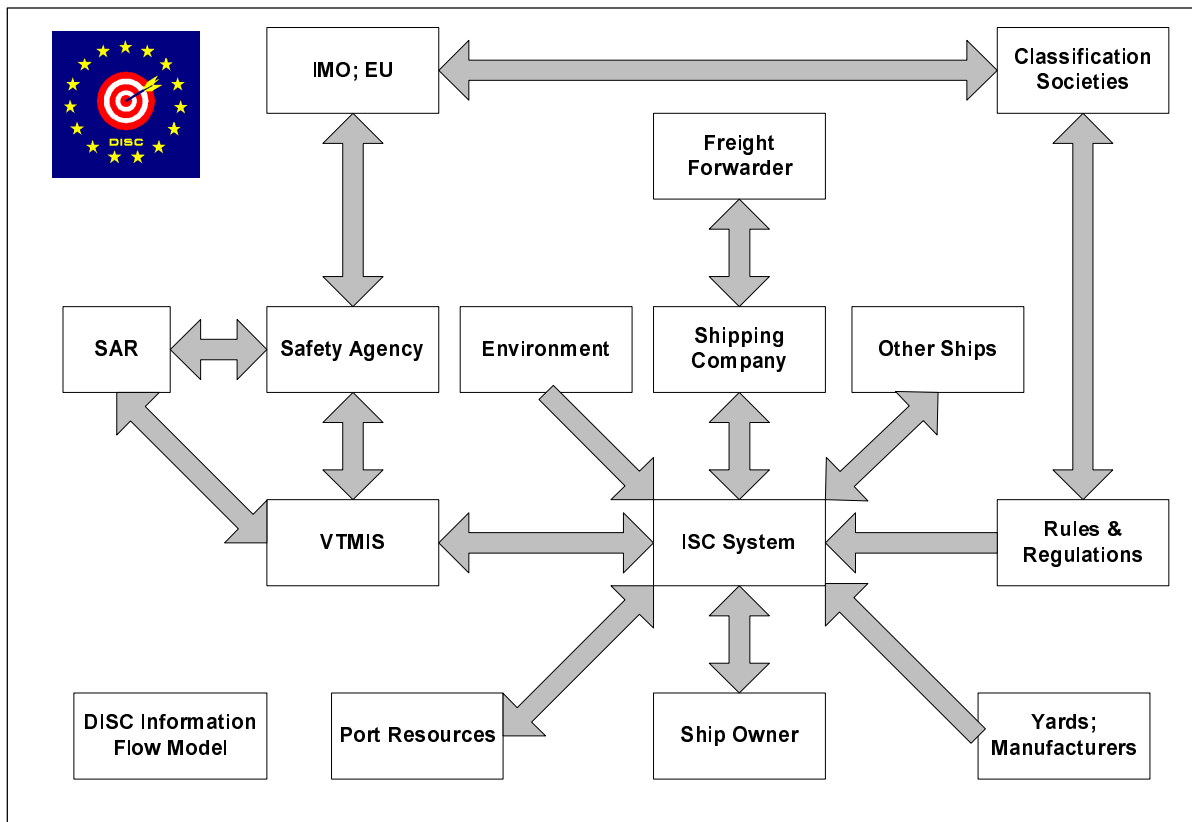 IMO; EU
Classification
Societies
DISC
Freight
Forwarder
SAR
Safety Agency
Environment
Shipping
Company
Other Ships
VTMIS
ISC System
Rules &
Regulations
DISC Information
Flow Model
Port Resources
Ship Owner
Yards;
Manufacturers